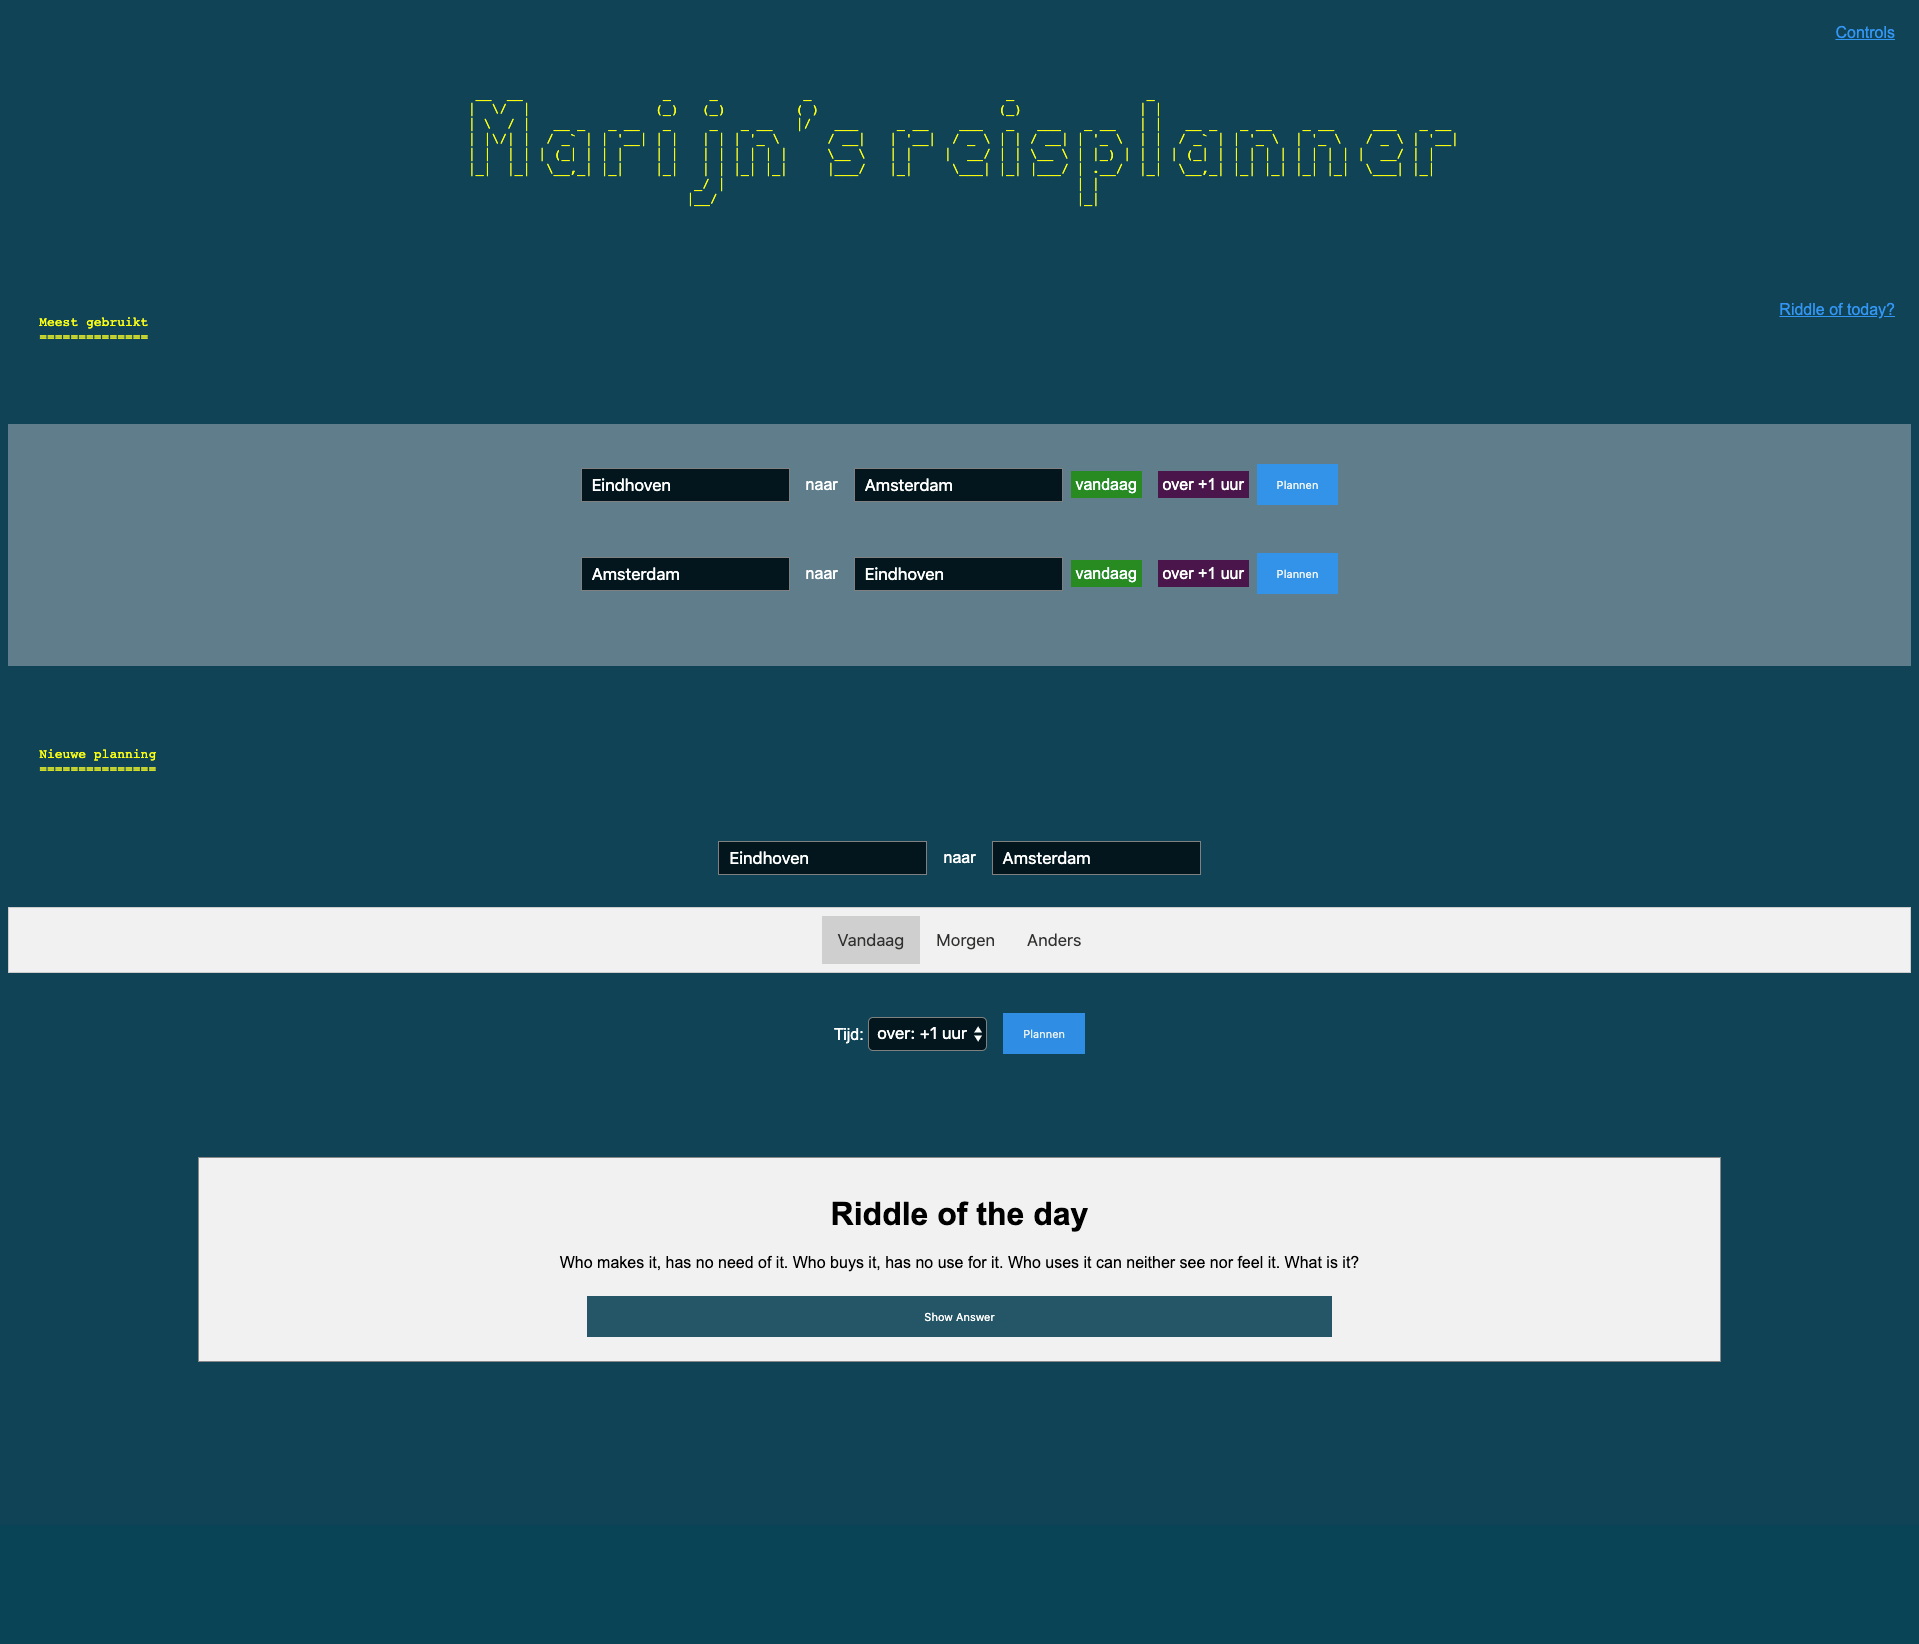 Controls
Marijn's reisplanner
Meest gebruikt
==============
Riddle of today?
Eindhoven naar Amsterdam vandaag over +1 uur Plannen
Amsterdam naar Eindhoven vandaag over +1 uur Plannen
Nieuwe planning
===============
Eindhoven naar Amsterdam
Vandaag Morgen Anders
Tijd: over: +1 uur Plannen
Riddle of the day
Who makes it, has no need of it. Who buys it, has no use for it. Who uses it can neither see nor feel it. What is it?
Show Answer